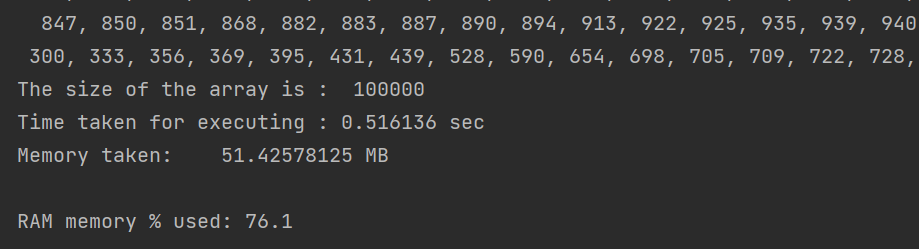 847, 850, 851, 868, 882, 883, 887, 890, 894, 913, 922, 925, 935, 939, 940
300, 333, 356, 369, 395, 431, 439, 528, 590, 654, 698, 705, 709, 722, 728,
The size of the array is :  100000
Time taken for executing : 0.516136 sec
Memory taken:    51.42578125 MB
RAM memory % used: 76.1